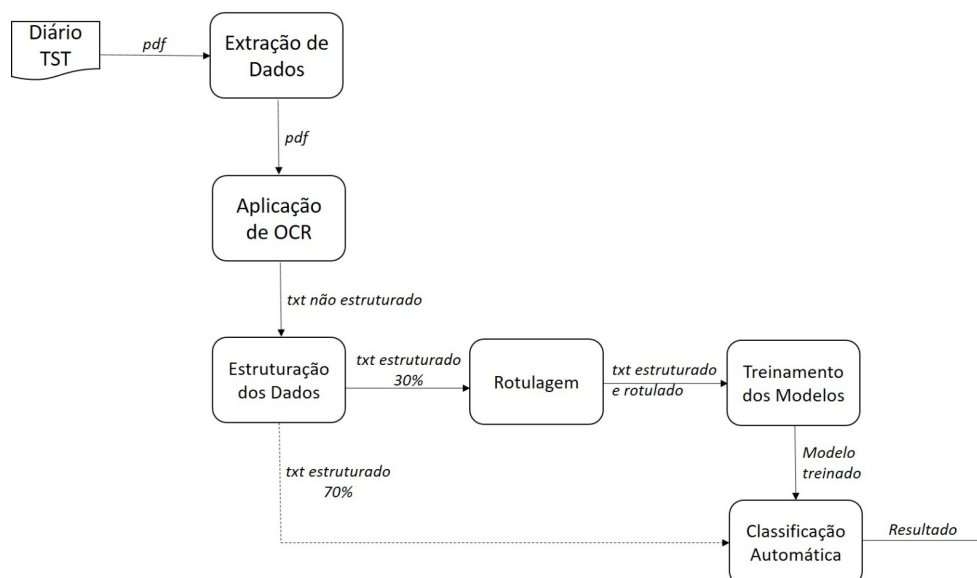 Diário
TST
pdf
Extração de
Dados
pdf
Aplicação
de OCR
txt não estruturado
Estruturação
dos Dados
txt estruturado
30%
Rotulagem
txt estruturado
e rotulado
Treinamento
dos Modelos
txt estruturado
70%
Modelo
treinado
Classificação
Automática
Resultado